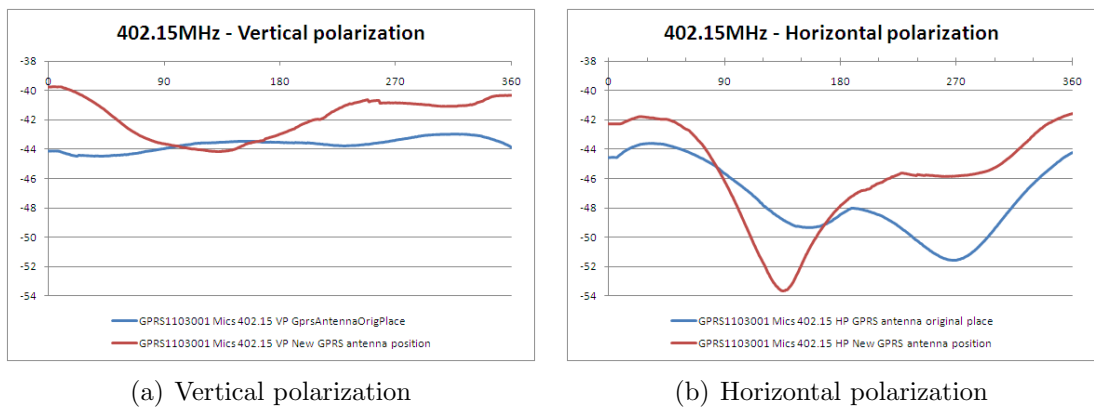 402.15MHz - Vertical polarization
-38
0 90 180 270 360
-40
-42
-44
-46
-48
-50
-52
-54
GPRS1103001 Mics 402.15 VP GprsAntennaOrigPlace
GPRS1103001 Mics 402.15 VP New GPRS antenna position
(a) Vertical polarization
402.15MHz - Horizontal polarization
-38
0 90 180 270 360
-40
-42
-44
-46
-48
-50
-52
-54
GPRS1103001 Mics 402.15 HP GPRS antenna original place
GPRS1103001 Mics 402.15 HP New GPRS antenna position
(b) Horizontal polarization